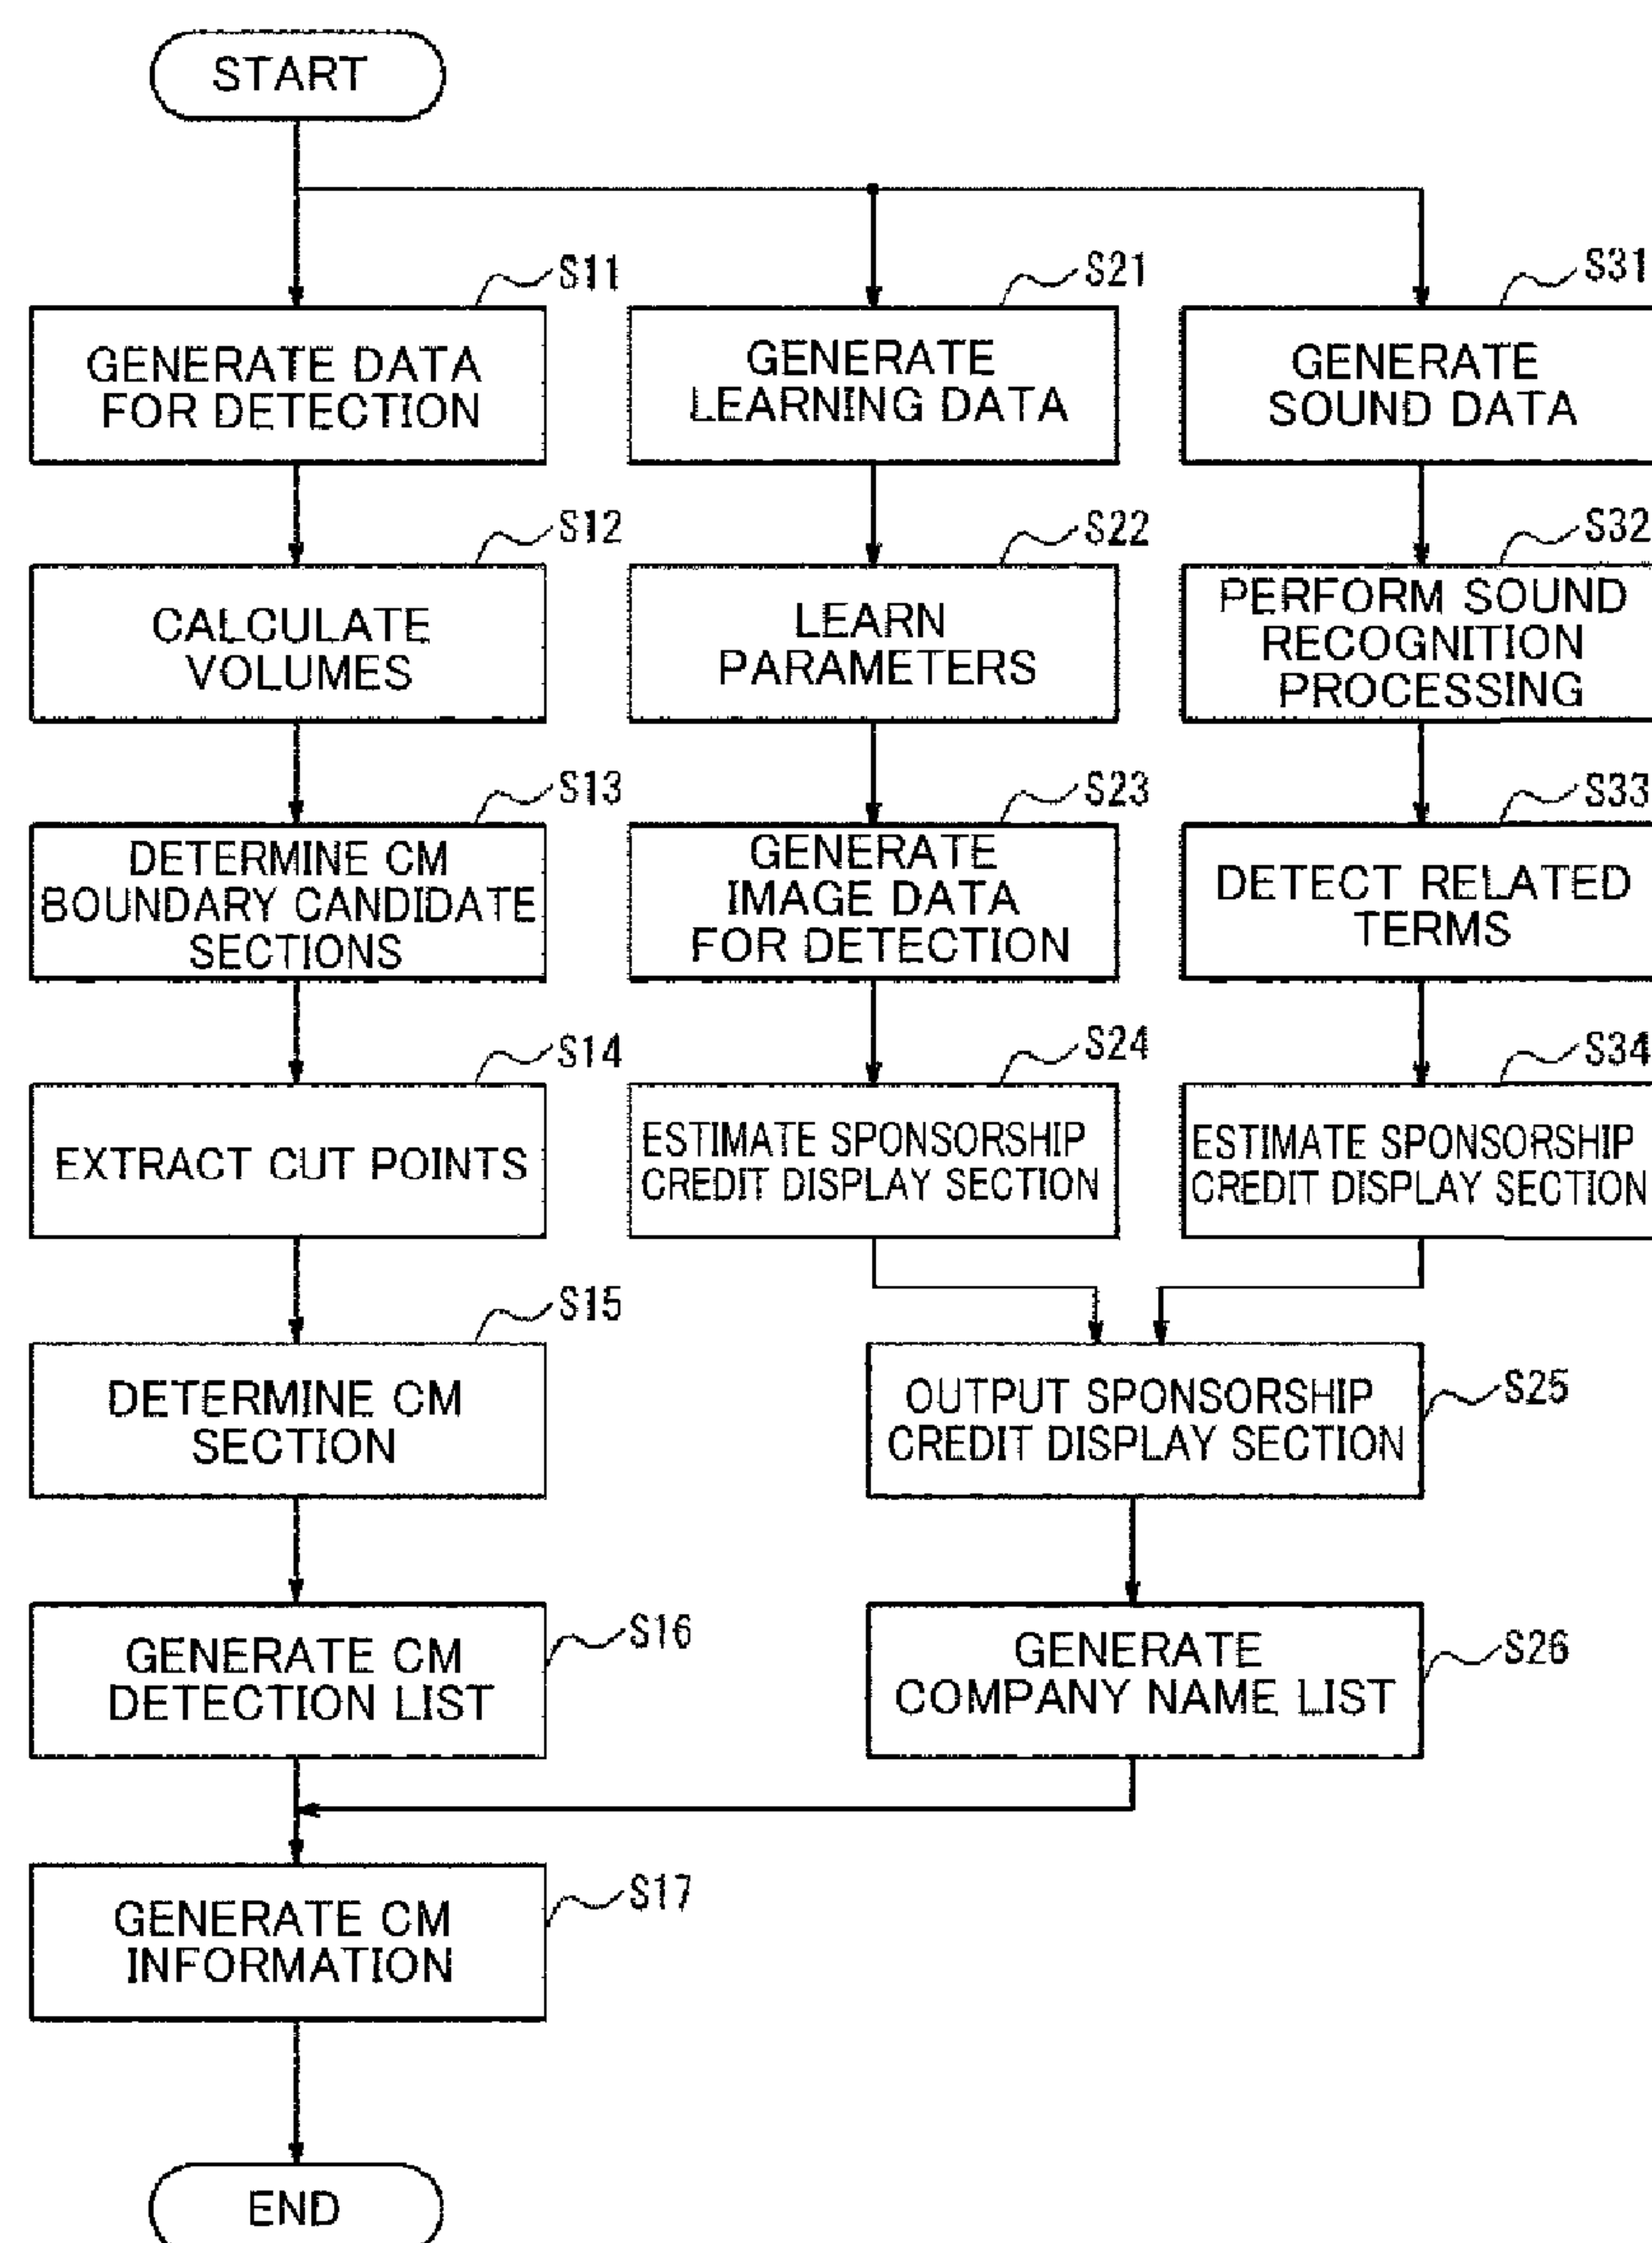 START
S11
GENERATE DATA
FOR DETECTION
S12
CALCULATE
VOLUMES
S13
DETERMINE CM
BOUNDARY CANDIDATE
SECTIONS
S14
EXTRACT CUT POINTS
S15
DETERMINE CM
SECTION
S16
GENERATE CM
DETECTION LIST
S17
GENERATE CM
INFORMATION
END
S21
GENERATE
LEARNING DATA
S22
LEARN
PARAMETERS
S23
GENERATE
IMAGE DATA
FOR DETECTION
S24
ESTIMATE SPONSORSHIP
CREDIT DISPLAY SECTION
S31
GENERATE
SOUND DATA
S32
PERFORM SOUND
RECOGNITION
PROCESSING
S33
DETECT RELATED
TERMS
S34
ESTIMATE SPONSORSHIP
CREDIT DISPLAY SECTION
S25
OUTPUT SPONSORSHIP
CREDIT DISPLAY SECTION
S26
GENERATE
COMPANY NAME LIST